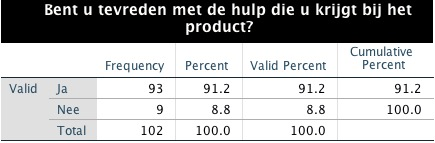 Bent u tevreden met de hulp die u krijgt bij het
product?
Frequency Percent Valid Percent Cumulative
Percent
Valid Ja 93 91.2 91.2 91.2
Nee 9 8.8 8.8 100.0
Total 102 100.0 100.0